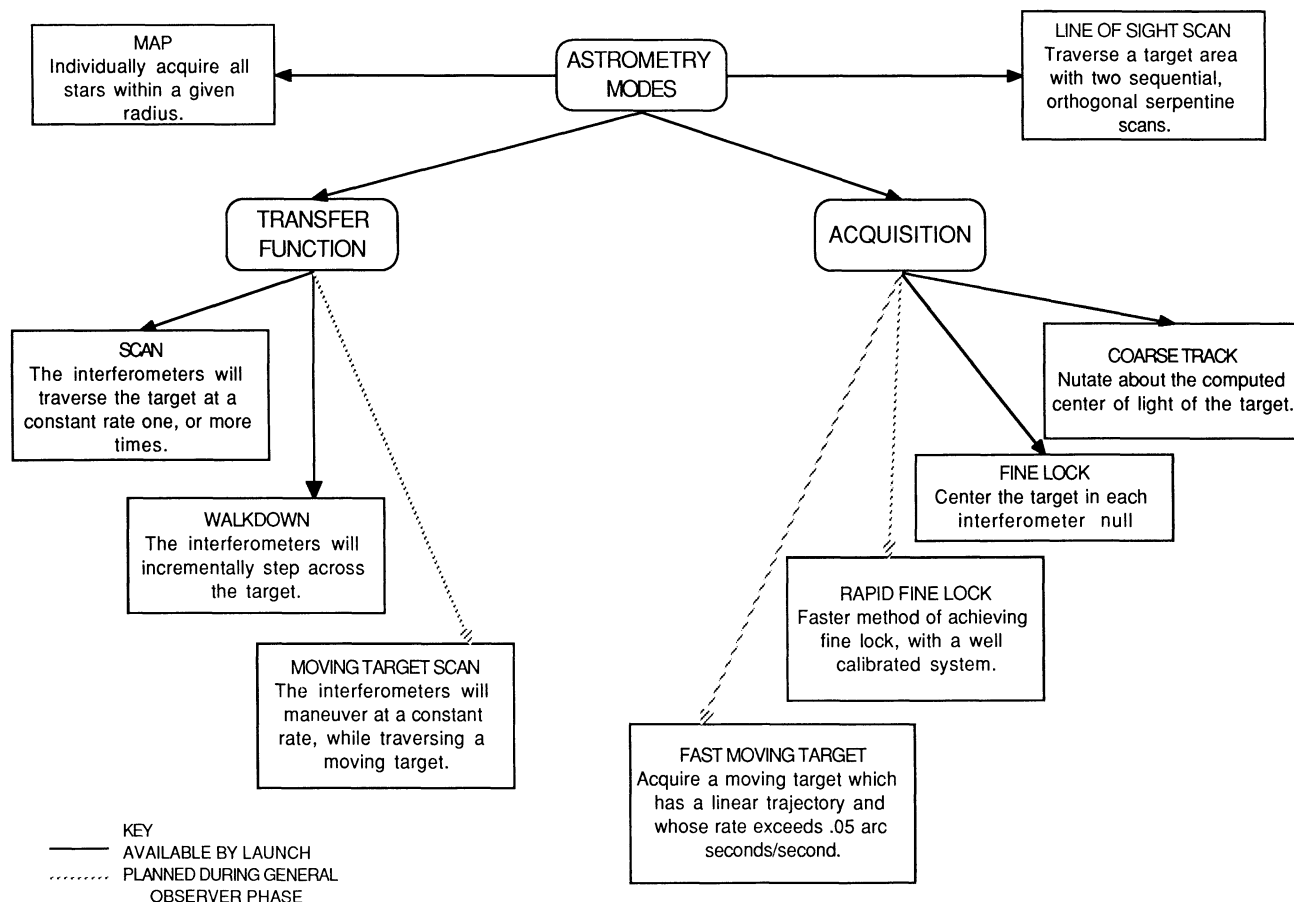 MAP
Individually acquire all
stars within a given
radius.
ASTROMETRY
MODES
LINE OF SIGHT SCAN
Traverse a target area
with two sequential,
orthogonal serpentine
scans.
TRANSFER
FUNCTION
ACQUISITION
SCAN
The interferometers will
traverse the target at a
constant rate one, or more
times.
COARSE TRACK
Nutate about the computed
center of light of the target.
WALKDOWN
The interferometers will
incrementally step across
the target.
FINE LOCK
Center the target in each
interferometer null
RAPID FINE LOCK
Faster method of achieving
fine lock, with a well
calibrated system.
MOVING TARGET SCAN
The interferometers will
maneuver at a constant
rate, while traversing a
moving target.
FAST MOVING TARGET
Acquire a moving target which
has a linear trajectory and
whose rate exceeds .05 arc
seconds/second.
KEY
AVAILABLE BY LAUNCH
PLANNED DURING GENERAL
OBSERVER PHASE